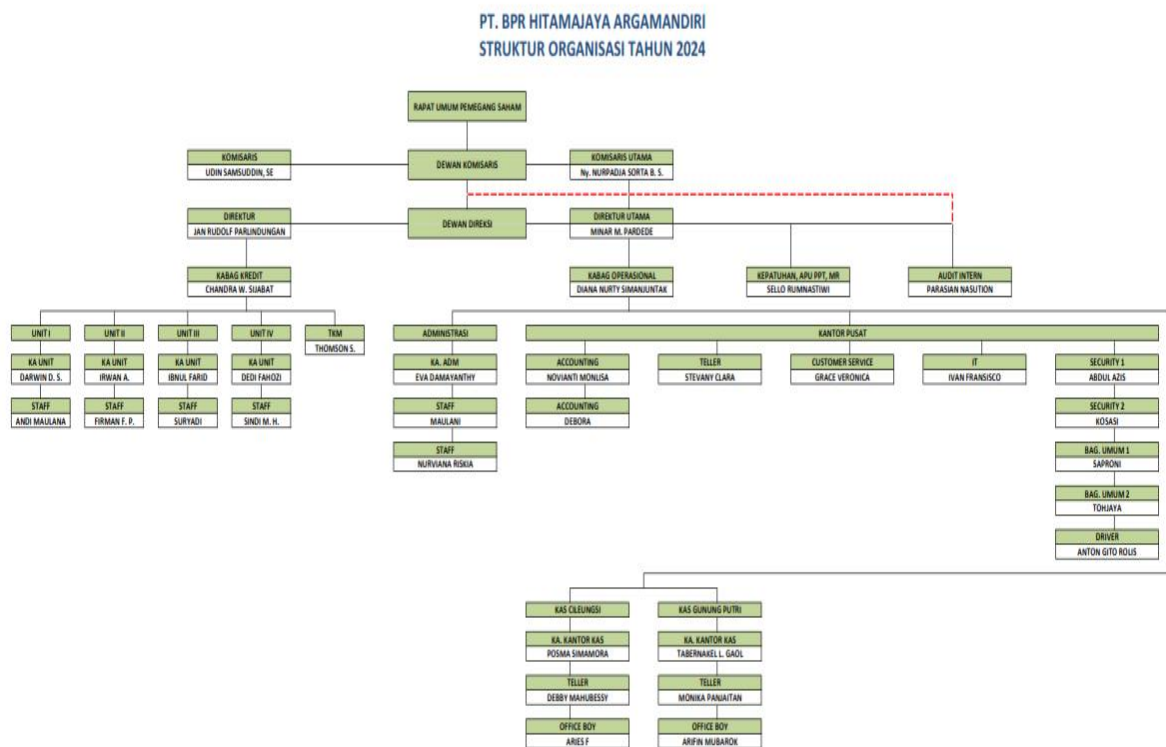 PT. BPR HITAMAJAYA ARGAMANDIRI
STRUKTUR ORGANISASI TAHUN 2024
RAPAT UMUM PEMEGANG SAHAM
KOMISARIS
UDIN SAMSUDDIN, SE
DEWAN KOMISARIS
KOMISARIS UTAMA
Ny. NURPADJA SORTA B. S.
DIREKTUR
JAN RUDOLF PARLINDUNGAN
DEWAN DIREKSI
DIREKTUR UTAMA
MINAR M. PARDEDE
KABAG KREDIT
CHANDRA W. SIJABAT
KABAG OPERASIONAL
DIANA NURTY SIMANJUNTAK
KEPATUHAN, APU PPT, MR
SELLO RUMNASTIWI
AUDIT INTERN
PARASIAN NASUTION
UNIT I
KA UNIT
DARWIN D. S.
STAFF
ANDI MAULANA
UNIT II
KA UNIT
IRWAN A.
STAFF
FIRMAN F. P.
UNIT III
KA UNIT
IBNUL FARID
STAFF
SURYADI
UNIT IV
KA UNIT
DEDI FAHOZI
STAFF
SINDI M. H.
TKM
THOMSON S.
ADMINISTRASI
KA. ADM
EVA DAMAYANTHY
STAFF
MAULANI
STAFF
NURVIANA RISKIA
KANTOR PUSAT
ACCOUNTING
NOVIANTI MONLISA
ACCOUNTING
DEBORA
TELLER
STEVANY CLARA
CUSTOMER SERVICE
GRACE VERONICA
IT
IVAN FRANSISCO
SECURITY 1
ABDUL AZIS
SECURITY 2
KOSASI
BAG. UMUM 1
SAPRONI
BAG. UMUM 2
TOHJAYA
DRIVER
ANTON GITO ROLIS
KAS CILEUNGSI
KA. KANTOR KAS
POSMA SIMAMORA
TELLER
DEBBY MAHUBESSY
OFFICE BOY
ARIES F
KAS GUNUNG PUTRI
KA. KANTOR KAS
TABERNAKEL L. GAOL
TELLER
MONIKA PANJAITAN
OFFICE BOY
ARIFIN MUBAROK